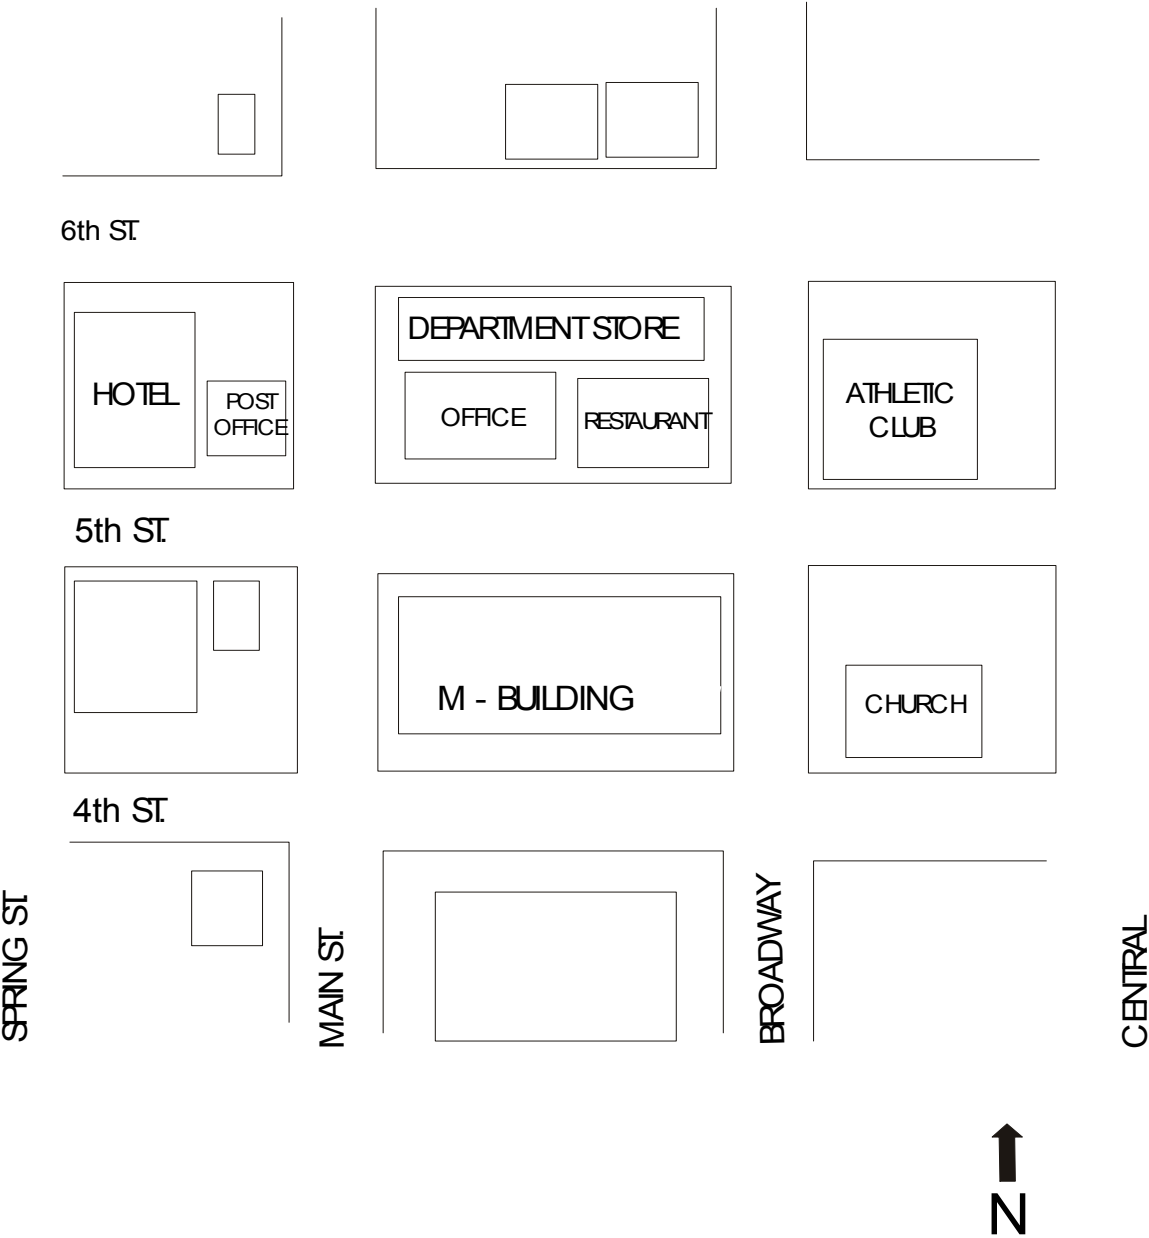 6th ST.
DEPARTMENT STORE
HOTEL
POST
OFFICE
OFFICE
RESTAURANT
ATHLETIC
CLUB
5th ST.
M - BUILDING
CHURCH
4th ST.
SPRING ST.
MAIN ST.
BROADWAY
CENTRAL
N